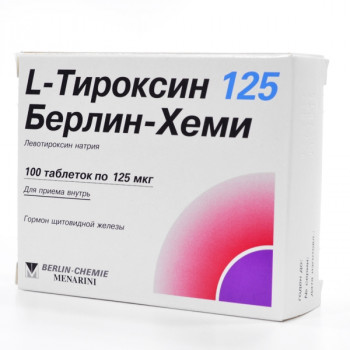 L-Тироксин 125
Берлин-Хеми
Левотироксин натрия
100 таблеток по 125 мкг
Для приема внутрь
Гормон щитовидной железы
BERLIN-CHEMIE
MENARINI